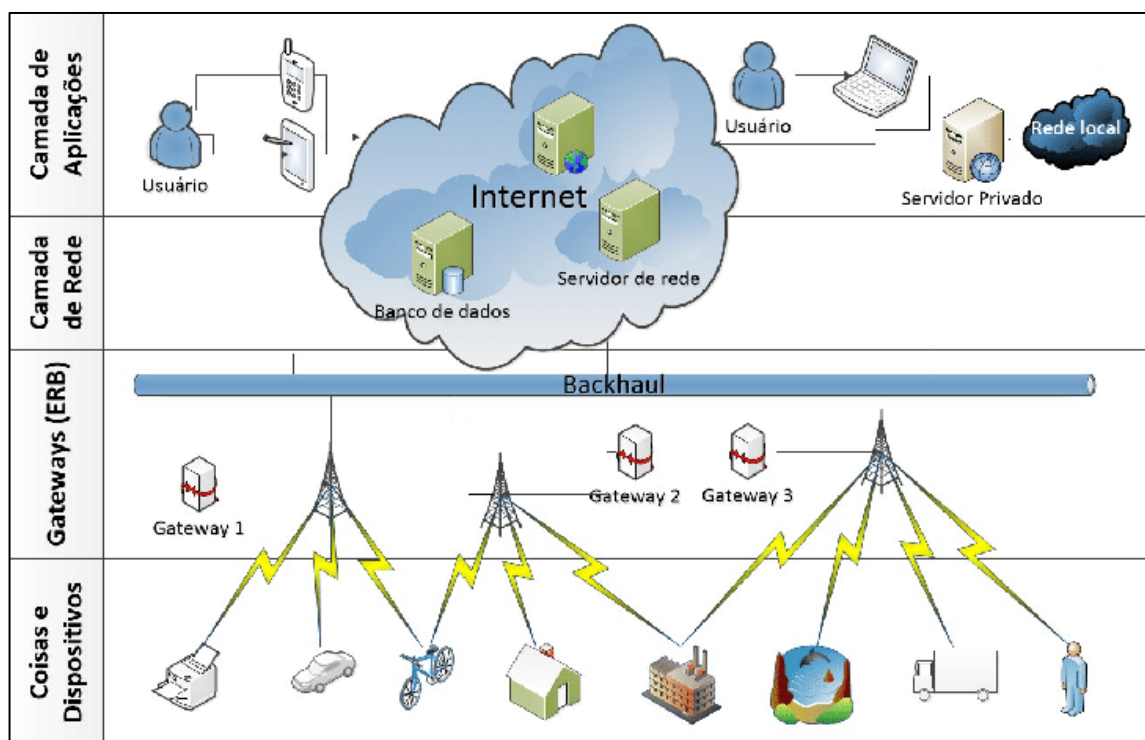 Camada de
Aplicações
Usuário
Internet
Usuário
Servidor Privado
Rede local
Camada
de Rede
Banco de dados
Servidor de rede
Gateways (ERB)
Backhaul
Gateway 1
Gateway 2
Gateway 3
Coisas e
Dispositivos